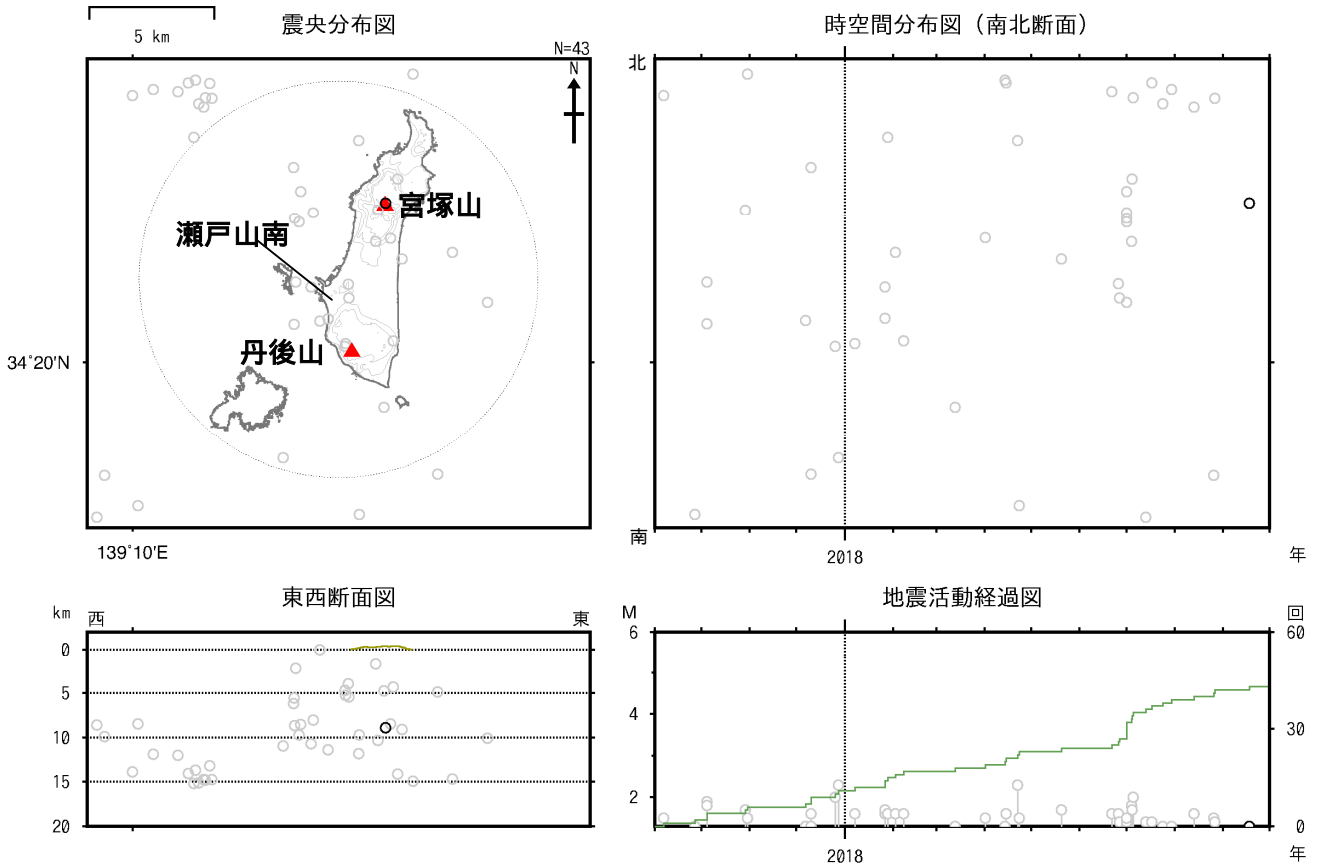 震央分布図
5 km
N=43
N
宮塚山
瀬戸山南
丹後山
34°20'N
139°10'E
時空間分布図（南北断面）
北
南
2018
年
東西断面図
km
西
東
0
5
10
15
20
地震活動経過図
M
回
6
60
4
30
2
0
2018
年